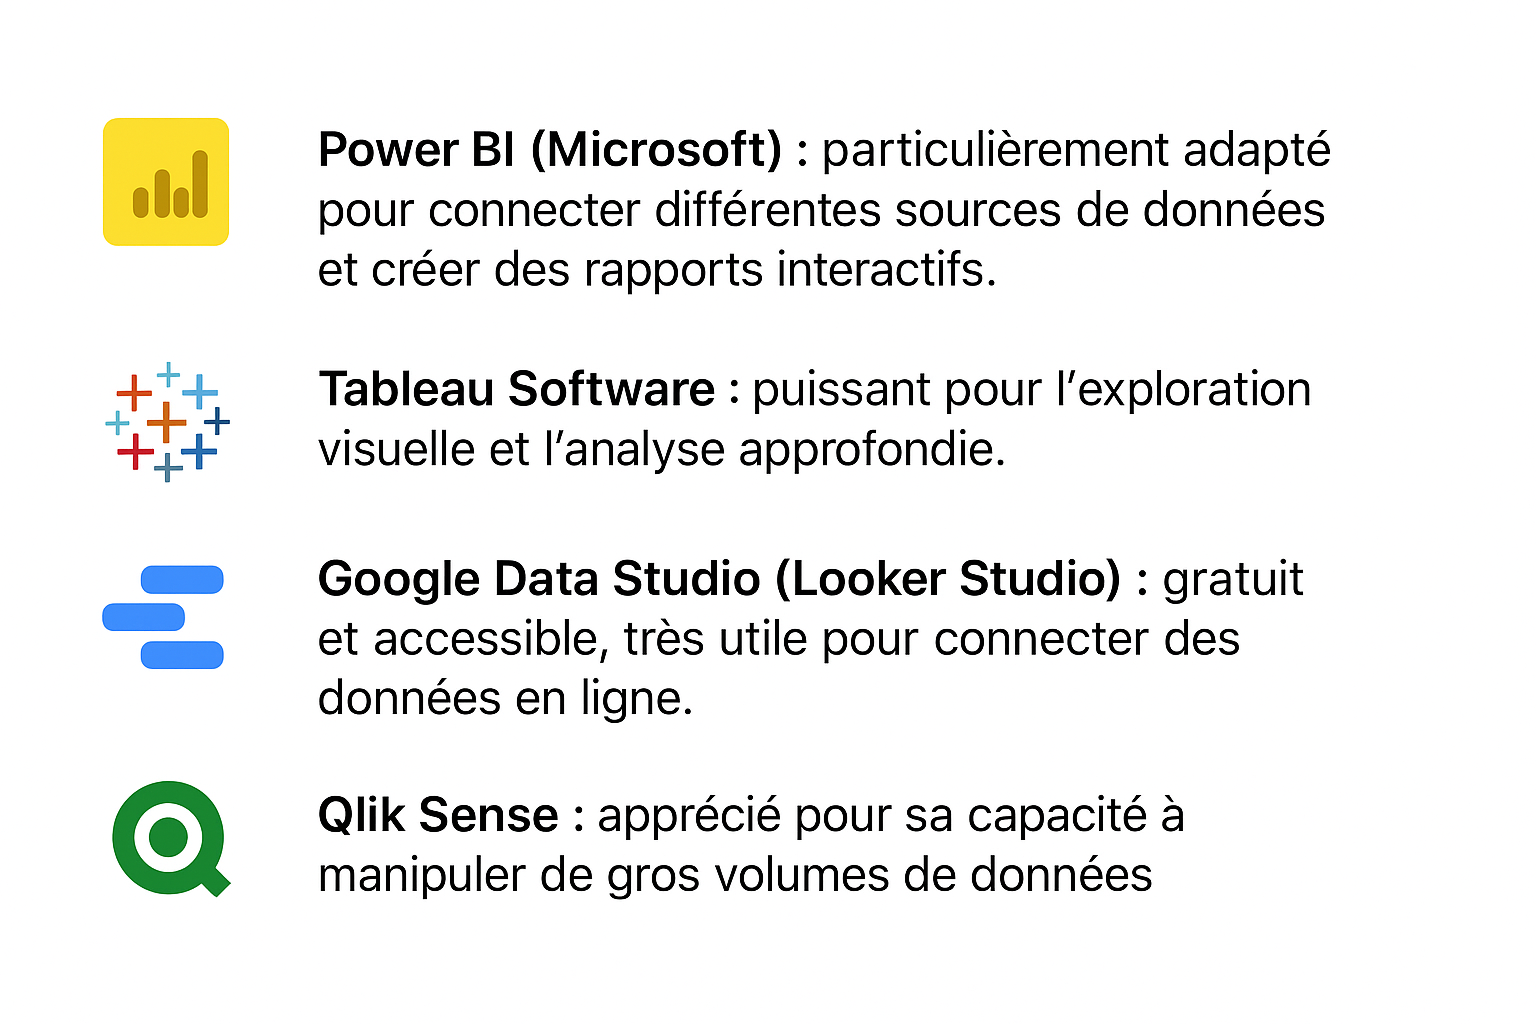 Power BI (Microsoft) : particulièrement adapté
pour connecter différentes sources de données
et créer des rapports interactifs.
Tableau Software : puissant pour l’exploration
visuelle et l’analyse approfondie.
Google Data Studio (Looker Studio) : gratuit
et accessible, très utile pour connecter des
données en ligne.
Qlik Sense : apprécié pour sa capacité à
manipuler de gros volumes de données